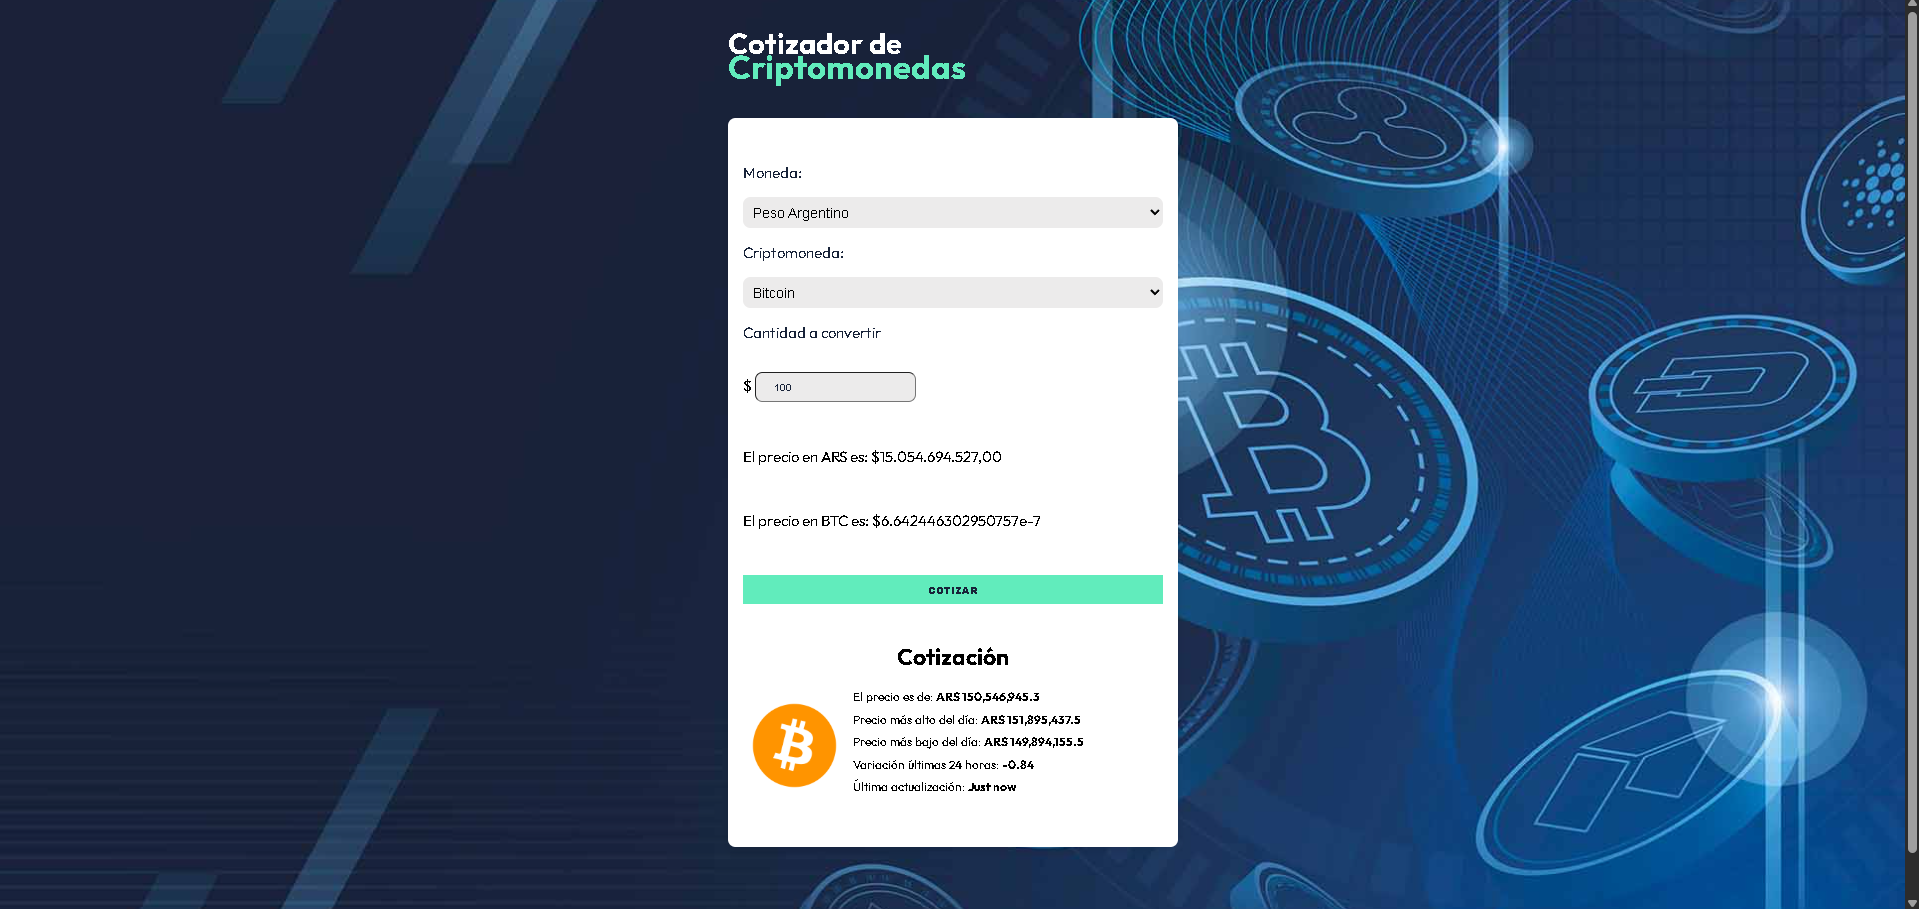 Cotizador de
Criptomonedas
Moneda:
Peso Argentino
Criptomoneda:
Bitcoin
Cantidad a convertir
$ 100
El precio en ARS es: $15.054.694.527,00
El precio en BTC es: $6.642446302950757e-7
COTIZAR
Cotización
El precio es de: ARS 150,546,945.3
Precio más alto del día: ARS 151,895,437.5
Precio más bajo del día: ARS 149,894,155.5
Variación últimas 24 horas: -0.84
Última actualización: Just now